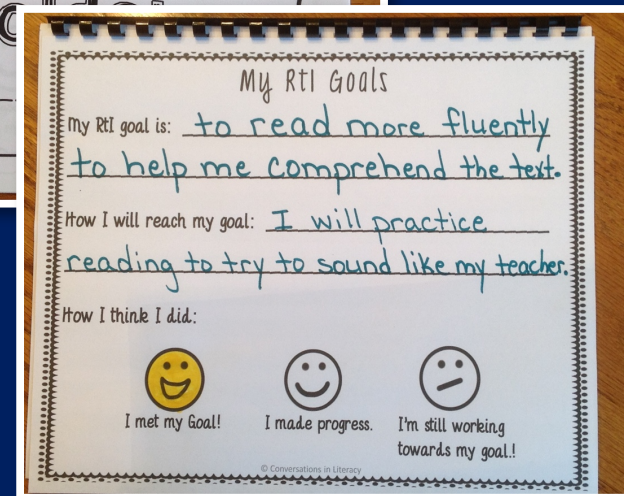 My RtI Goals
My RtI goal is: to read more fluently
to help me comprehend the text.
How I will reach my goal: I will practice
reading to try to sound like my teacher.
How I think I did:
I met my Goal! I made progress. I'm still working
towards my goal.!
© Conversations in Literacy